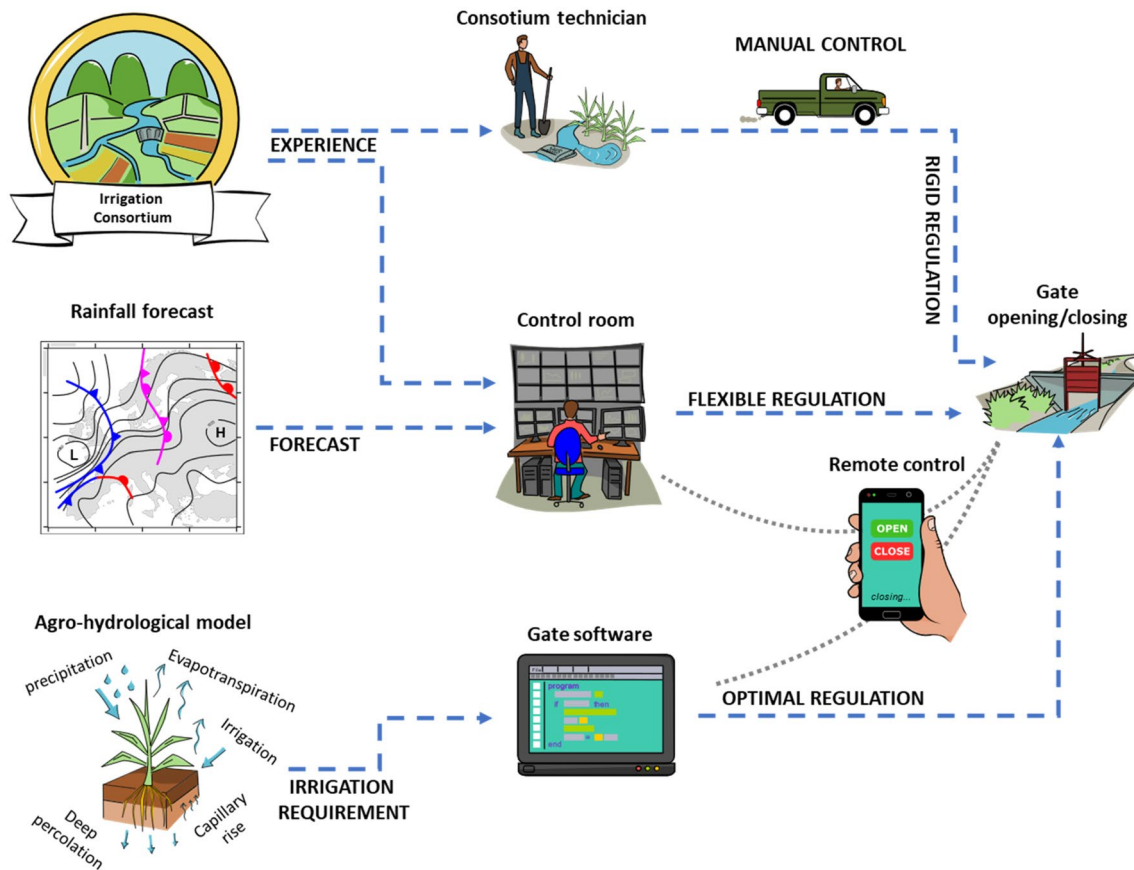 Consotium technician
MANUAL CONTROL
EXPERIENCE
Irrigation
Consortium
RIGID REGULATION
Rainfall forecast
Control room
Gate
opening/closing
L
H
FORECAST
FLEXIBLE REGULATION
Remote control
OPEN
CLOSE
closing...
Agro-hydrological model
precipitation
Evapotranspiration
Irrigation
Deep
percolation
Capillary
rise
IRRIGATION
REQUIREMENT
Gate software
File
program
if then
end
OPTIMAL REGULATION